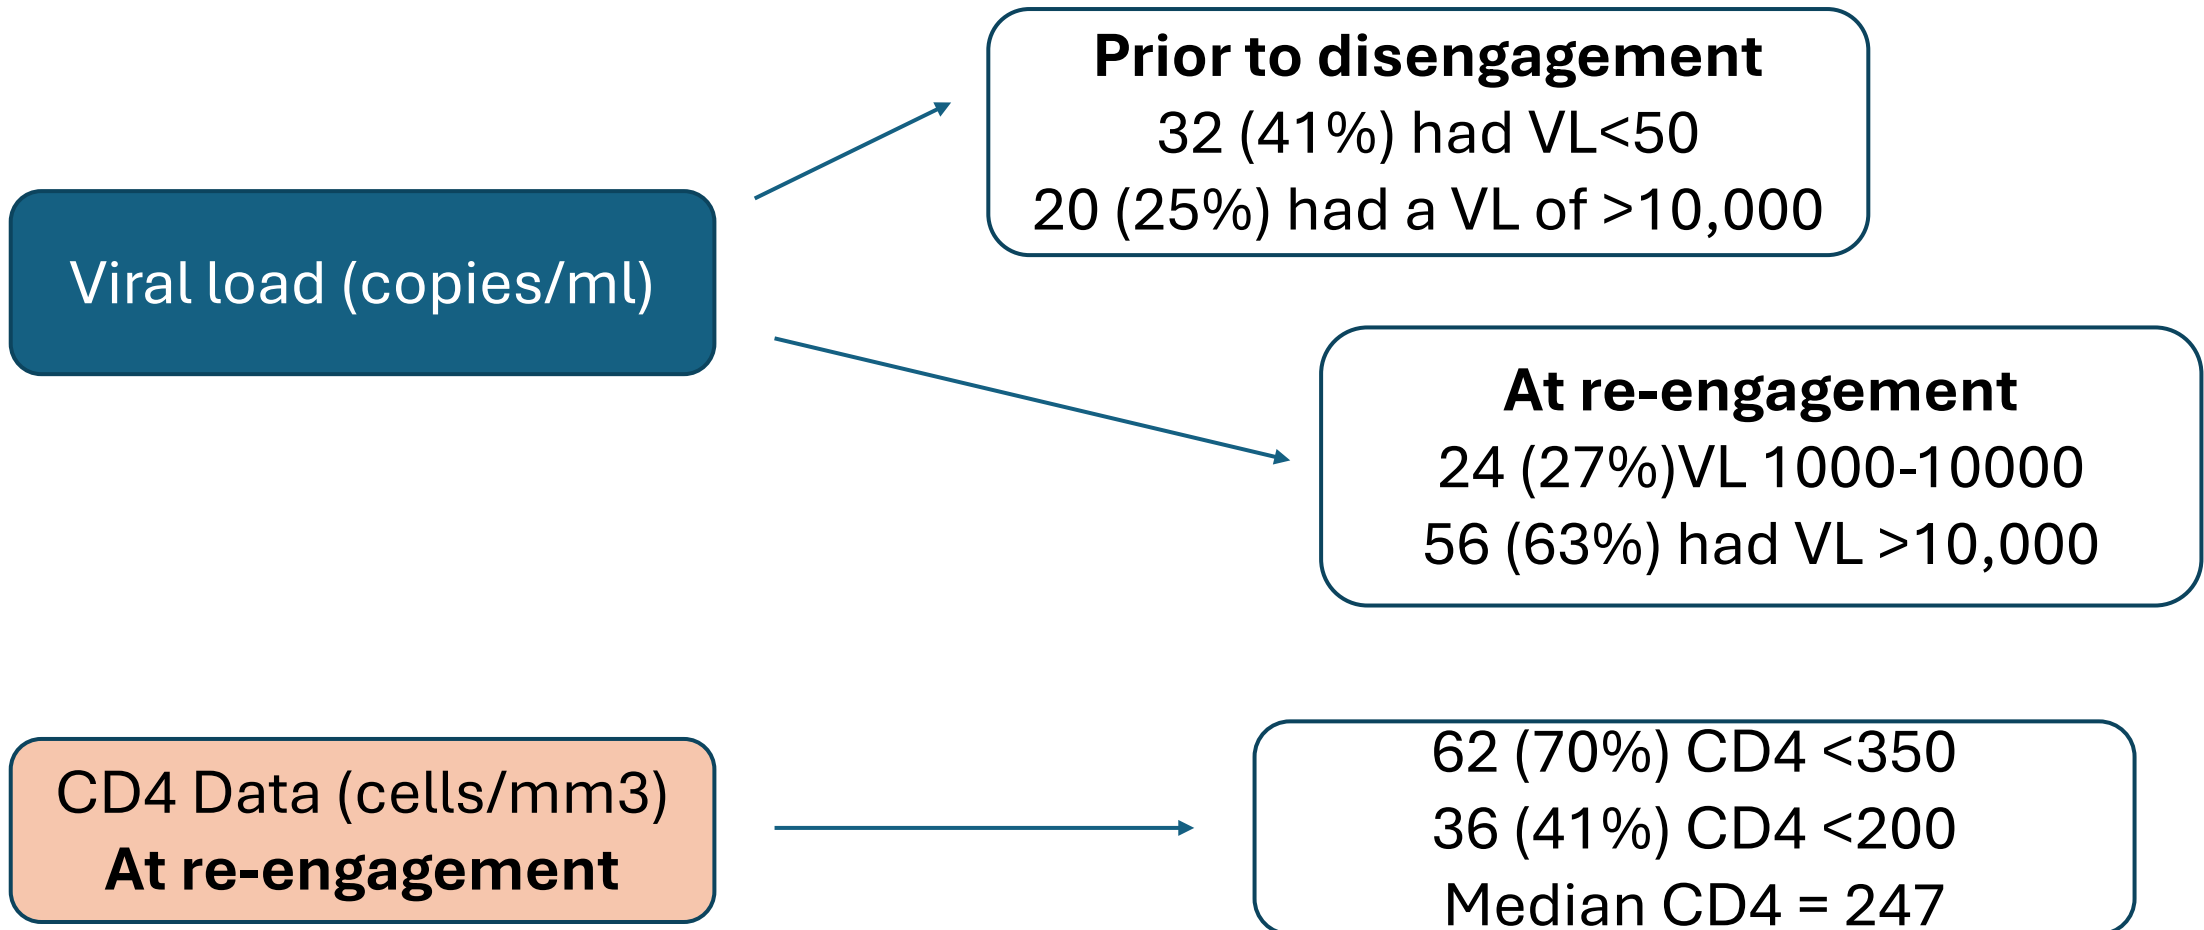 Prior to disengagement
32 (41%) had VL<50
20 (25%) had a VL of >10,000
Viral load (copies/ml)
At re-engagement
24 (27%)VL 1000-10000
56 (63%) had VL >10,000
CD4 Data (cells/mm3)
At re-engagement
62 (70%) CD4 <350
36 (41%) CD4 <200
Median CD4 = 247